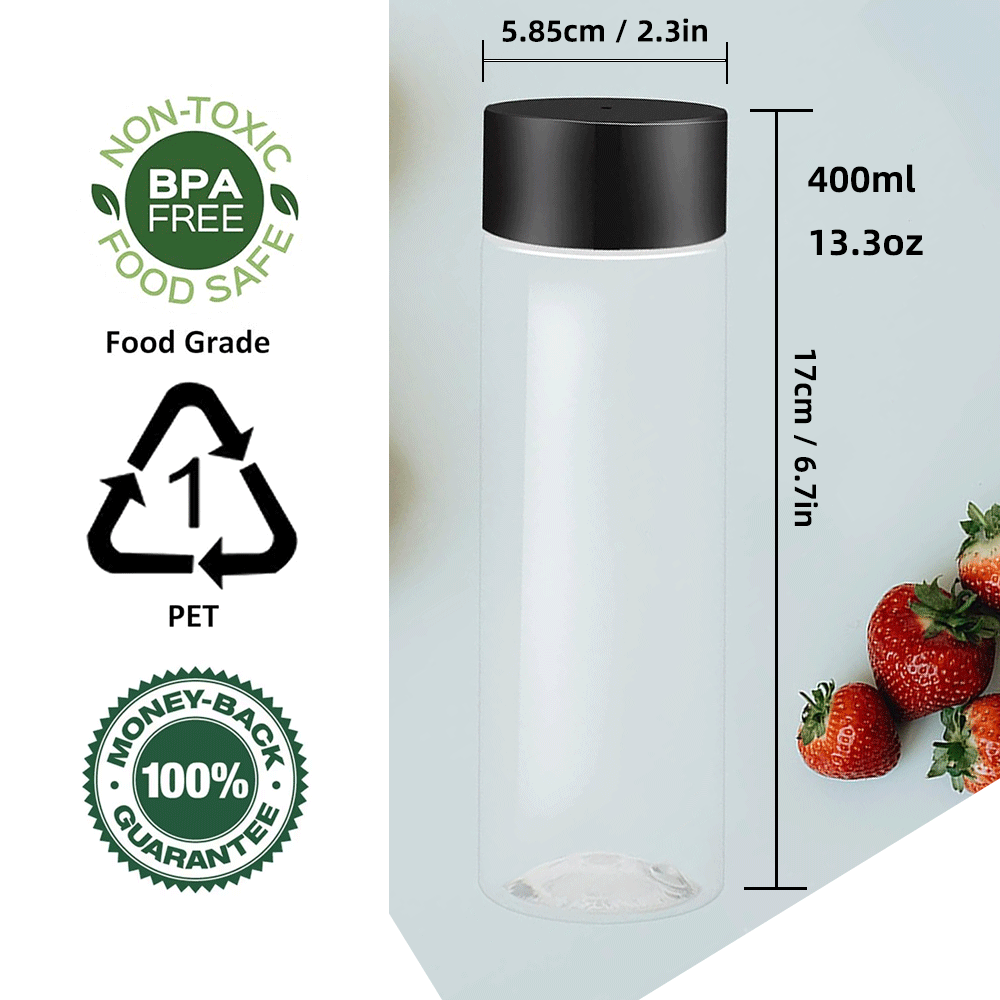 NON-TOXIC
BPA
FREE
FOOD SAFE
Food Grade
1
PET
MONEY-BACK
100%
GUARANTEE
5.85cm / 2.3in
400ml
13.3oz
17cm / 6.7in